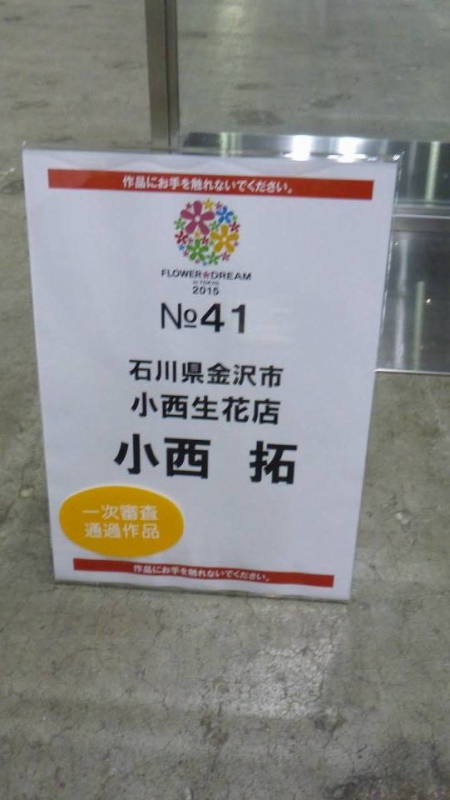 作品にお手を触れないでください。
FLOWER★DREAM
in TOKYO
2015
№41
石川県金沢市
小西生花店
小西 拓
一次審査
通過作品
作品にお手を触れないでください。